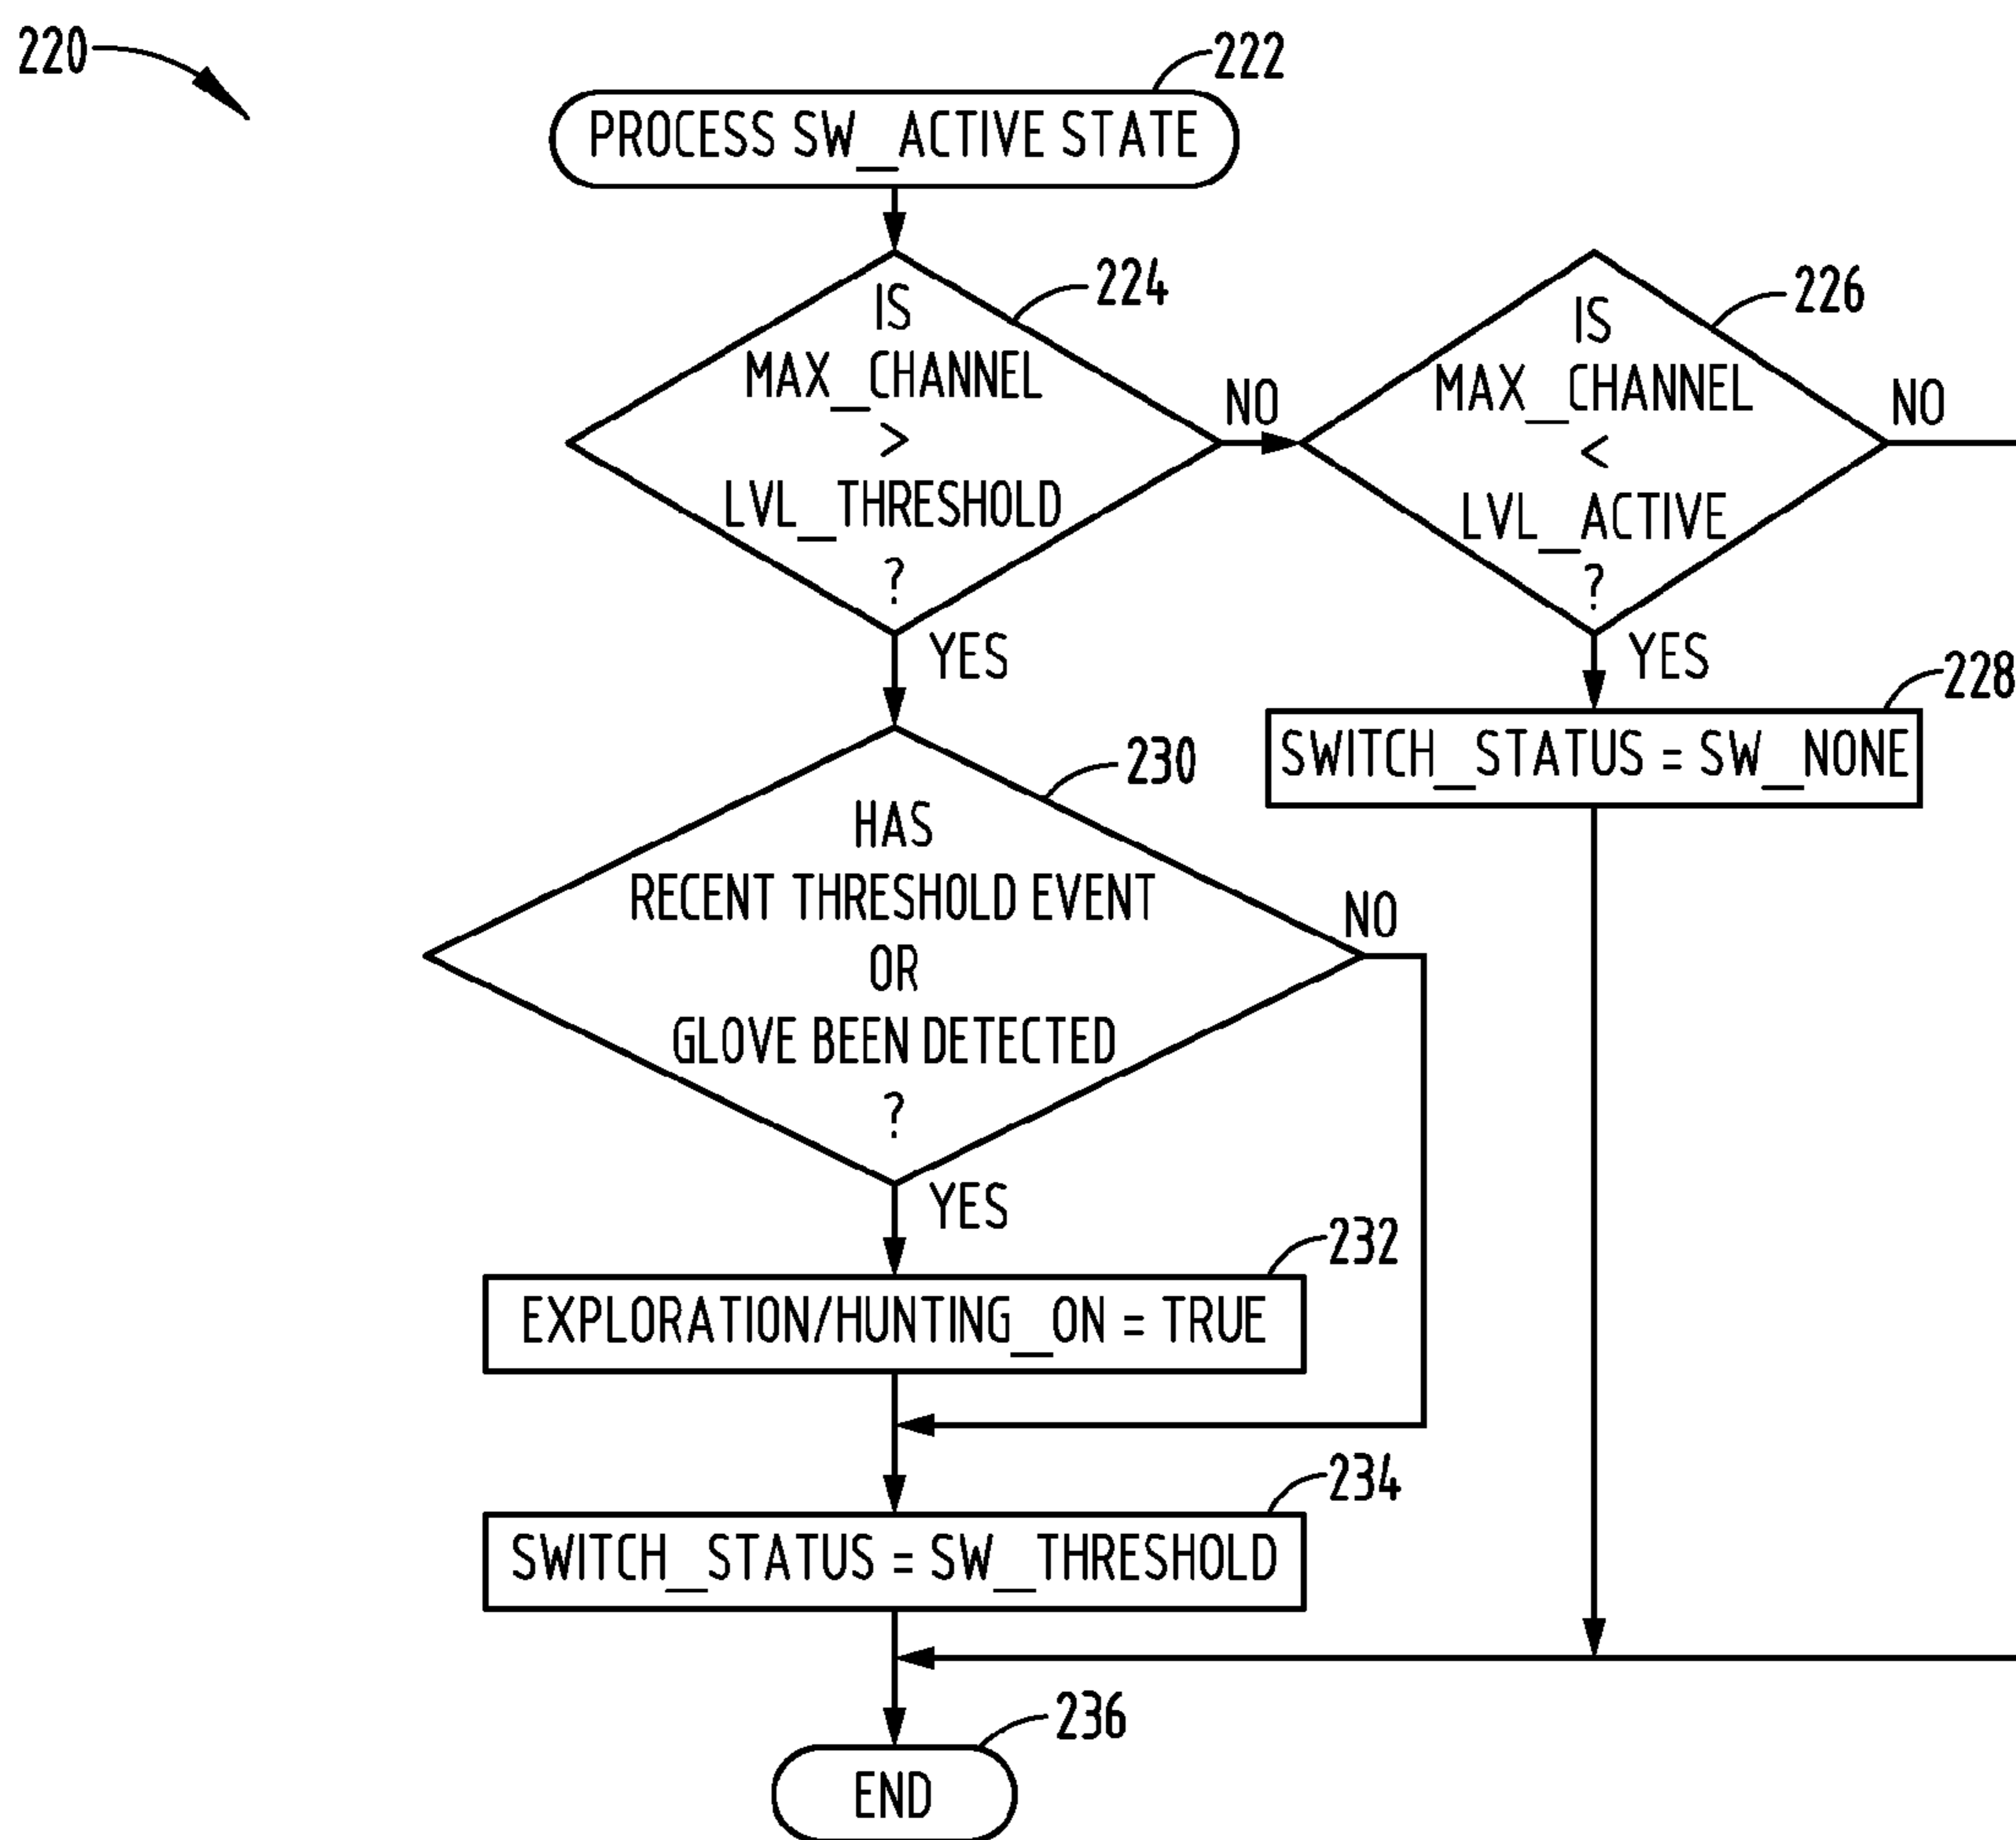 220
222
PROCESS SW_ACTIVE STATE
224
IS
MAX_CHANNEL
>
LVL_THRESHOLD
?
NO
YES
226
IS
MAX_CHANNEL
<
LVL_ACTIVE
?
NO
YES
228
SWITCH_STATUS = SW_NONE
230
HAS
RECENT THRESHOLD EVENT
OR
GLOVE BEEN DETECTED
?
NO
YES
232
EXPLORATION/HUNTING_ON = TRUE
234
SWITCH_STATUS = SW_THRESHOLD
236
END